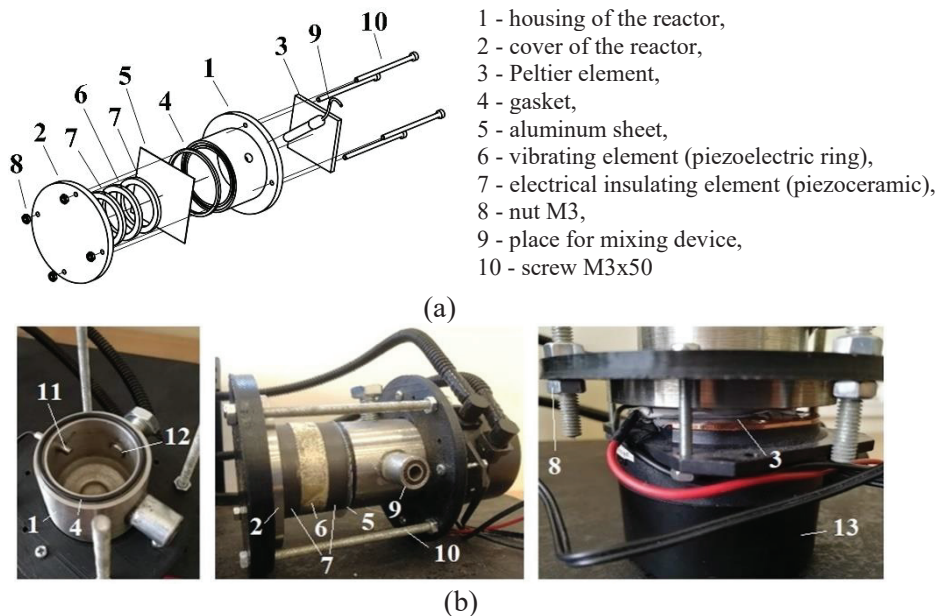 9
10
3
1
5
6
4
7
7
2
8
1 - housing of the reactor,
2 - cover of the reactor,
3 - Peltier element,
4 - gasket,
5 - aluminum sheet,
6 - vibrating element (piezoelectric ring),
7 - electrical insulating element (piezoceramic),
8 - nut M3,
9 - place for mixing device,
10 - screw M3x50
(a)
11
12
1
4
2
6
5
7
9
10
8
3
13
(b)